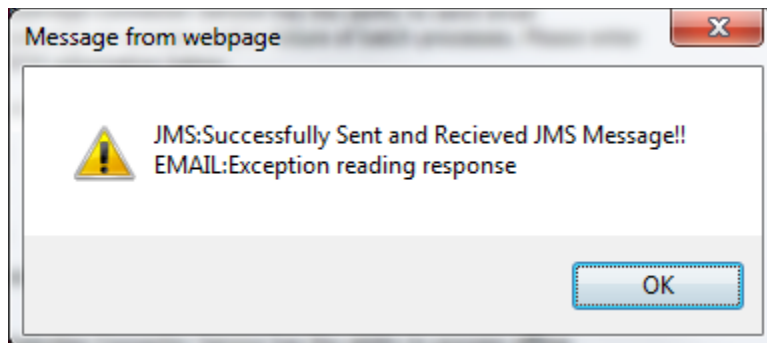 Message from webpage
JMS:Successfully Sent and Recieved JMS Message!!
EMAIL:Exception reading response
OK